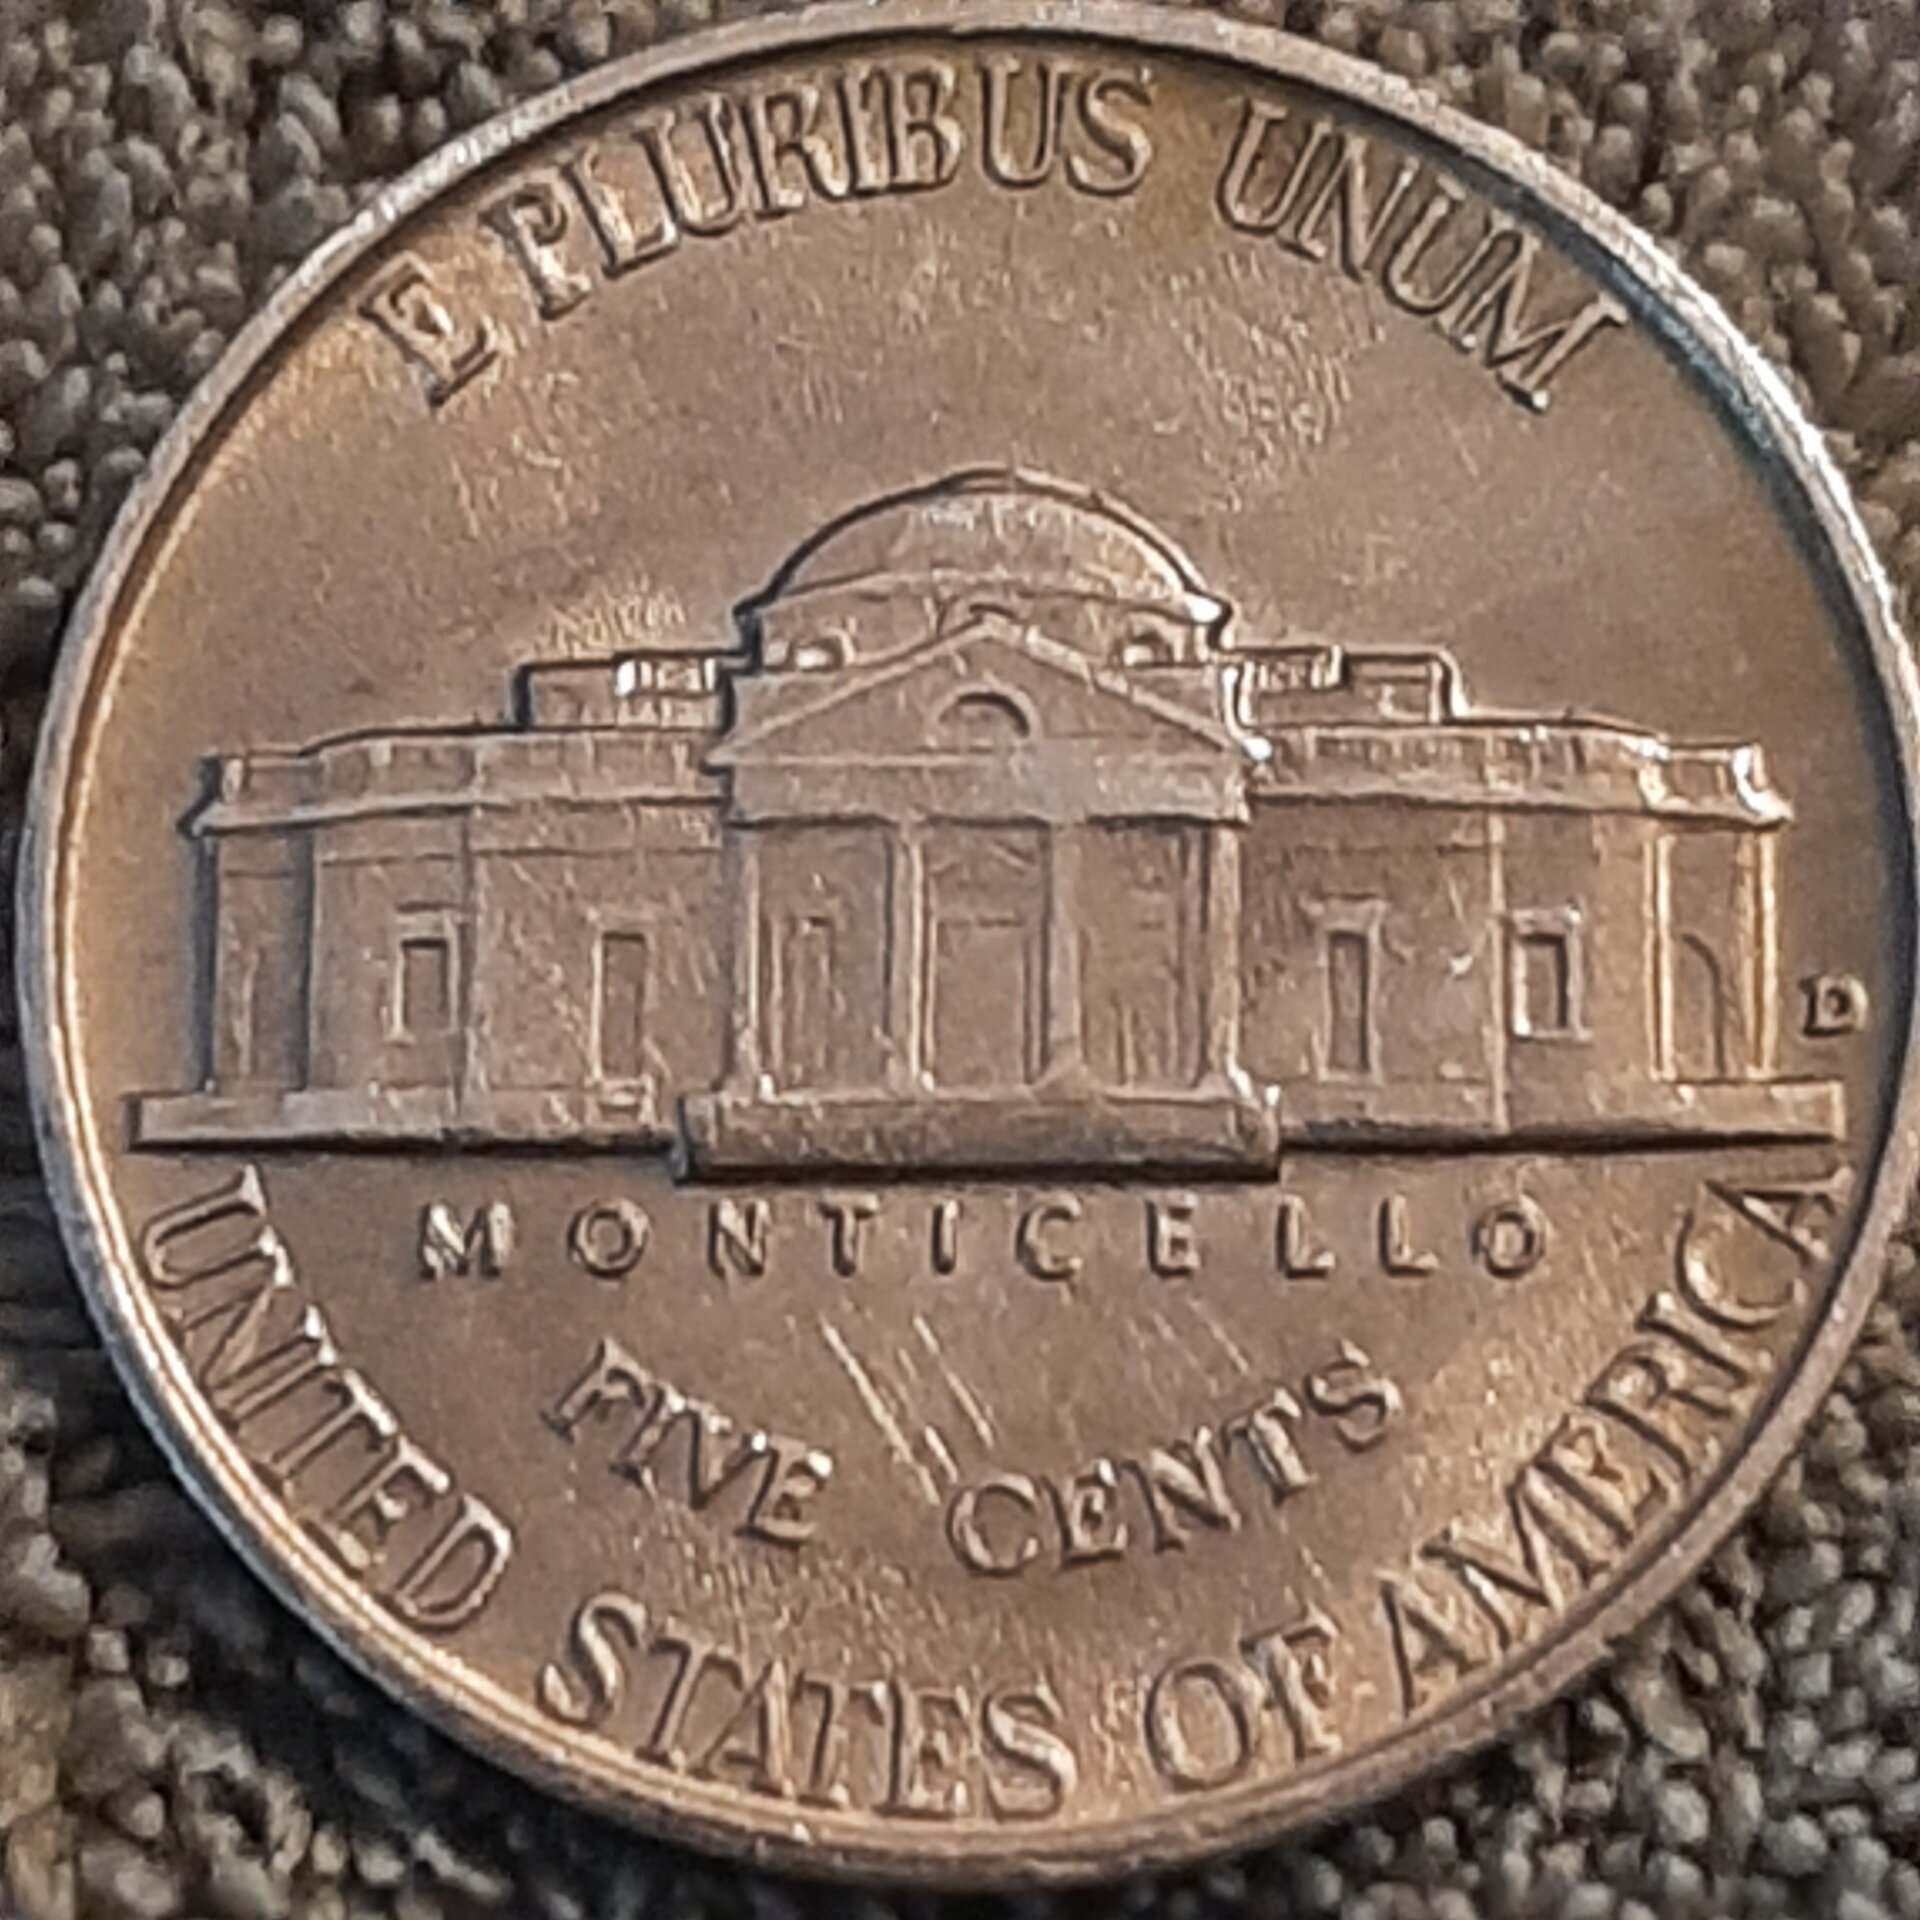 E PLURIBUS UNUM
D
MONTICELLO
FIVE CENTS
UNITED STATES OF AMERICA